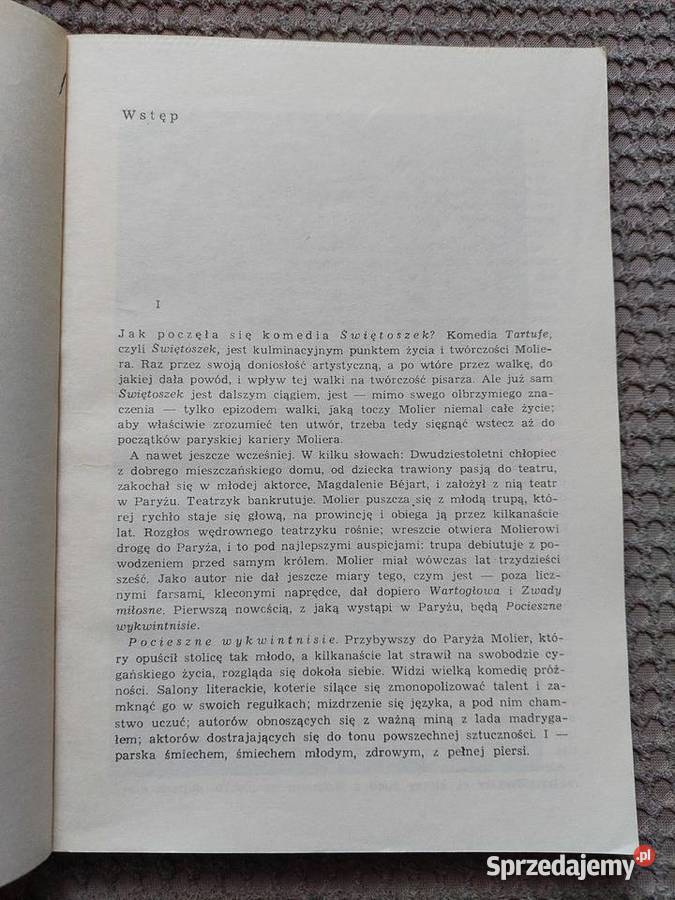 Wstęp
I
Jak poczęła się komedia Świętoszek? Komedia Tartufe,
czyli Świętoszek, jest kulminacyjnym punktem życia i twórczości Molie-
ra. Raz przez swoją doniosłość artystyczną, a po wtóre przez walkę, do
jakiej dała powód, i wpływ tej walki na twórczość pisarza. Ale już sam
Świętoszek jest dalszym ciągiem, jest — mimo swego olbrzymiego zna-
czenia — tylko epizodem walki, jaką toczy Molier niemal całe życie;
aby właściwie zrozumieć ten utwór, trzeba tedy sięgnąć wstecz aż do
początków paryskiej kariery Moliera.
A nawet jeszcze wcześniej. W kilku słowach: Dwudziestoletni chłopiec
z dobrego mieszczańskiego domu, od dziecka trawiony pasją do teatru,
zakochał się w młodej aktorce, Magdalenie Béjart, i założył z nią teatr
w Paryżu. Teatrzyk bankrutuje. Molier puszcza się z młodą trupą, któ-
rej rychło staje się głową, na prowincję i obiega ją przez kilkanaście
lat. Rozgłos wędrownego teatrzyku rośnie; wreszcie otwiera Molierowi
drogę do Paryża, i to pod najlepszymi auspicjami: trupa debiutuje z po-
wodzeniem przed samym królem. Molier miał wówczas lat trzydzieści
sześć. Jako autor nie dał jeszcze miary tego, czym jest — poza licz-
nymi farsami, kleconymi naprędce, dał dopiero Wartogłowa i Zwady
miłosne. Pierwszą nowością, z jaką wystąpi w Paryżu, będą Pocieszne
wykwintnisie.
Pocieszne wykwintnisie. Przybywszy do Paryża Molier, któ-
ry opuścił stolicę tak młodo, a kilkanaście lat strawił na swobodzie cy-
gańskiego życia, rozgląda się dokoła siebie. Widzi wielką komedię próż-
ności. Salony literackie, koterie silące się zmonopolizować talent i za-
mknąć go w swoich regułkach; mizdrzenie się języka, a pod nim cham-
stwo uczuć; autorów obnoszących się z ważną miną z lada madryga-
łem; aktorów dostrajających się do tonu powszechnej sztuczności. I —
parska śmiechem, śmiechem młodym, zdrowym, z pełnej piersi.
Sprzedajemy.pl